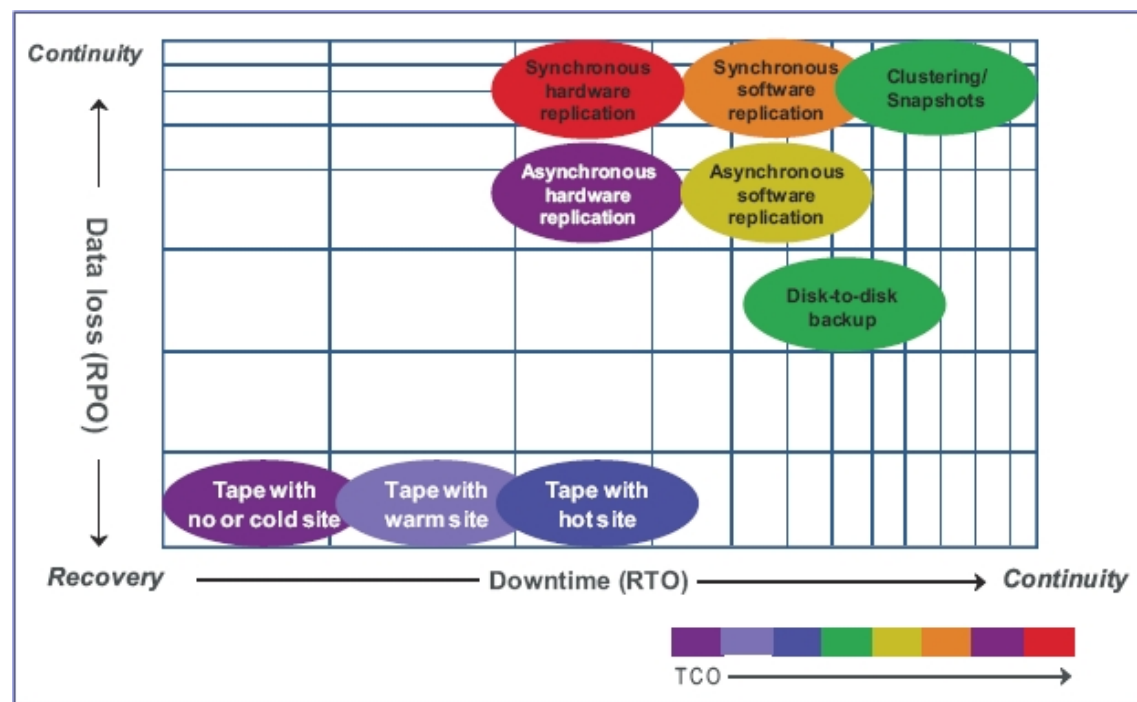 Continuity
Synchronous
hardware
replication
Synchronous
software
replication
Clustering/
Snapshots
Asynchronous
hardware
replication
Asynchronous
software
replication
Data loss (RPO)
Disk-to-disk
backup
Tape with
no or cold site
Tape with
warm site
Tape with
hot site
Recovery
Downtime (RTO)
Continuity
TCO